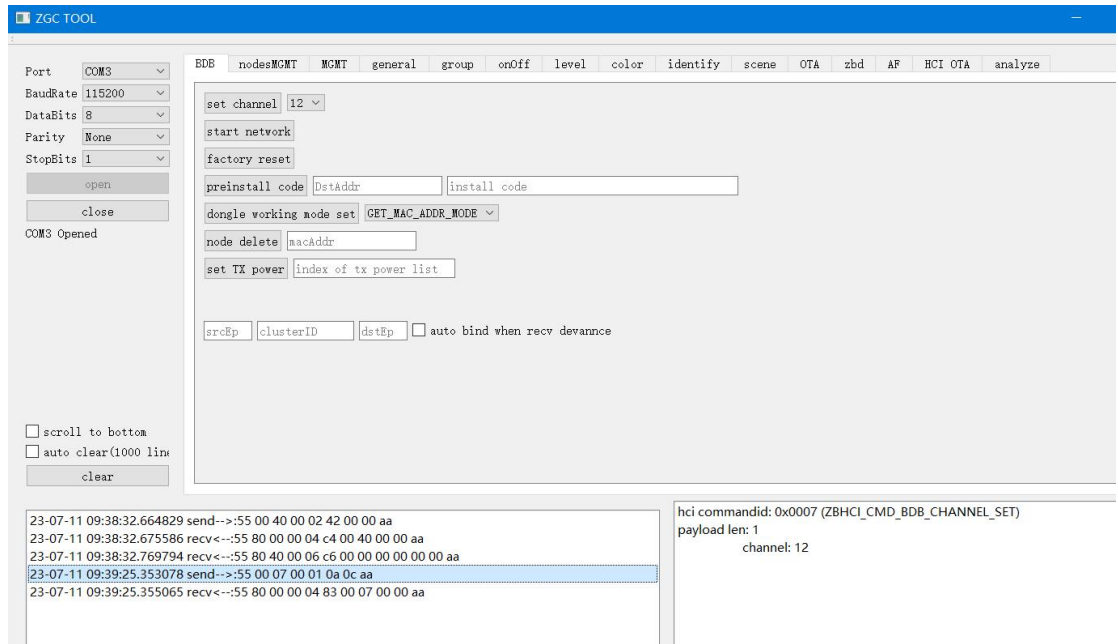 ZGC TOOL
Port COM3
BaudRate 115200
DataBits 8
Parity None
StopBits 1
open
close
COM3 Opened
scroll to bottom
auto clear(1000 line
clear
BDB nodesMGMT MGMT general group onOff level color identify scene OTA zbd AF HCI OTA analyze
set channel 12
start network
factory reset
preinstall code DstAddr install code
dongle working mode set GET_MAC_ADDR_MODE
node delete macAddr
set TX power index of tx power list
srcEp clusterID dstEp auto bind when recv devannce
23-07-11 09:38:32.664829 send-->:55 00 40 00 02 42 00 00 aa
23-07-11 09:38:32.675586 recv<--:55 80 00 00 04 c4 00 40 00 00 aa
23-07-11 09:38:32.769794 recv<--:55 80 40 00 06 c6 00 00 00 00 00 00 aa
23-07-11 09:39:25.353078 send-->:55 00 07 00 01 0a 0c aa
23-07-11 09:39:25.355065 recv<--:55 80 00 00 04 83 00 07 00 00 aa
hci commandid: 0x0007 (ZBHCI_CMD_BDB_CHANNEL_SET)
payload len: 1
channel: 12